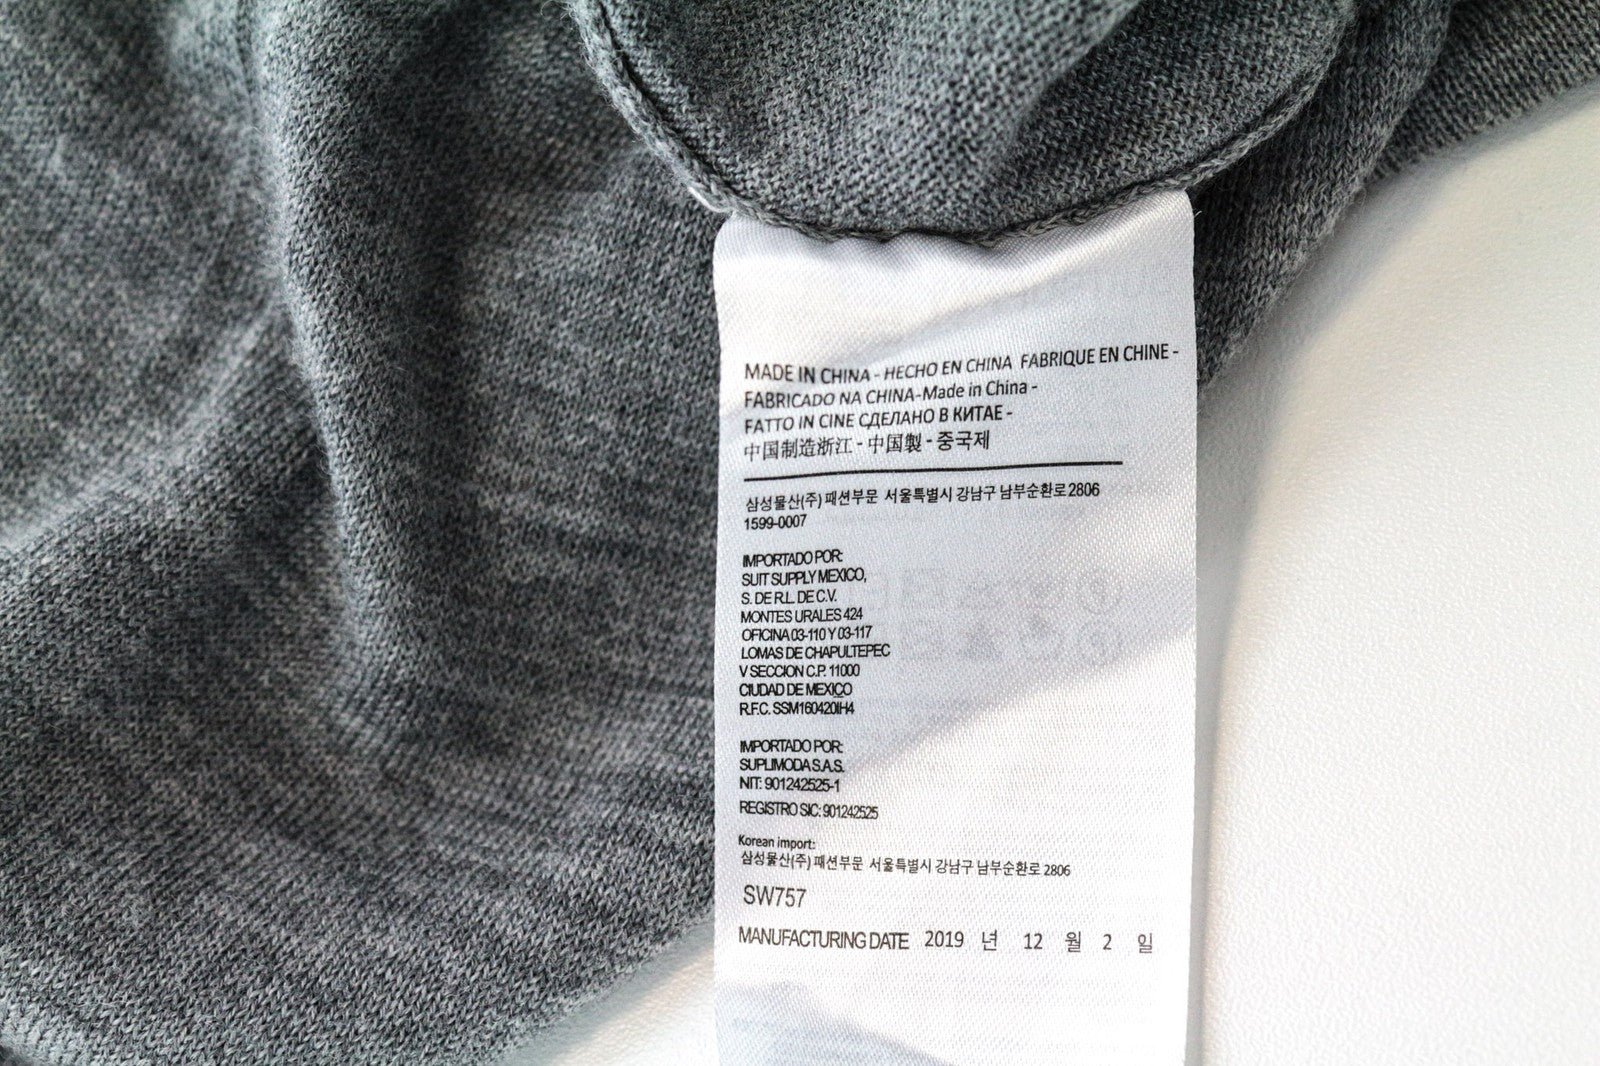 MADE IN CHINA - HECHO EN CHINA FABRIQUE EN CHINE -
FABRICADO NA CHINA-Made in China -
FATTO IN CINE СДЕЛАНО В КИТАЕ -
中国制造浙江 - 中国製 - 중국제
삼성물산(주) 패션부문 서울특별시 강남구 남부순환로 2806
1599-0007
IMPORTADO POR:
SUIT SUPPLY MEXICO,
S. DE R.L. DE C.V.
MONTES URALES 424
OFICINA 03-110 Y 03-117
LOMAS DE CHAPULTEPEC
V SECCION C.P. 11000
CIUDAD DE MEXICO
R.F.C. SSM160420IH4
IMPORTADO POR:
SUPLIMODA S.A.S.
NIT: 901242525-1
REGISTRO SIC: 901242525
Korean import:
삼성물산(주) 패션부문 서울특별시 강남구 남부순환로 2806
SW757
MANUFACTURING DATE 2019 년 12 월 2 일